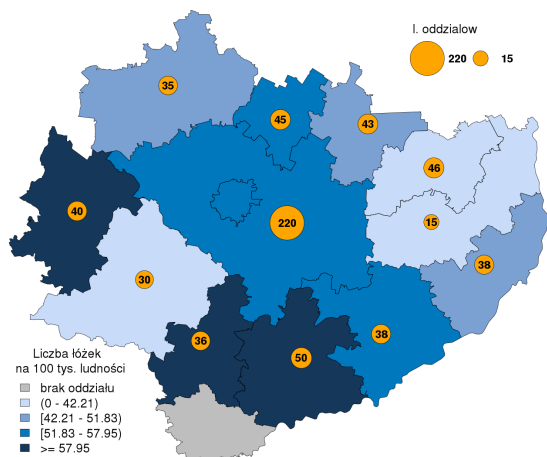 l. oddzialow
220 15
35
45
43
46
40
220
15
38
30
38
36
50
Liczba łóżek
na 100 tys. ludności
brak oddziału
(0 - 42.21)
[42.21 - 51.83)
[51.83 - 57.95)
>= 57.95